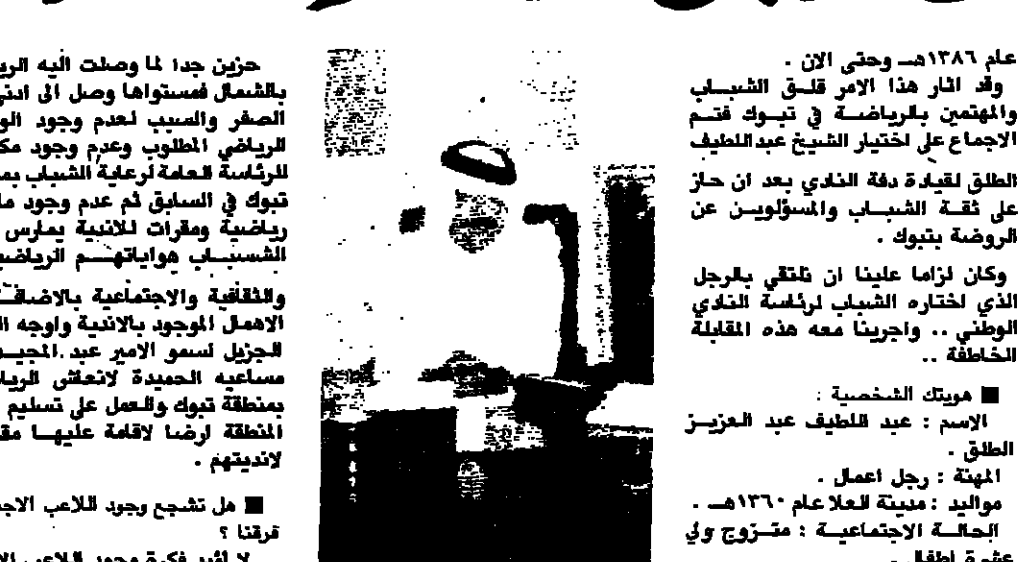 عام ١٣٨٦هـ وحتى الان .
وقد اثار هذا الامر قلق الشباب
والمهتمين بالرياضة في تبوك فتم
الاجماع على اختيار الشيخ عبداللطيف
الطلق لقيادة دفة النادي بعد ان حاز
على ثقة الشباب والمسؤلوين عن
الروضة بتبوك .
وكان لزاما علينا ان نلتقي بالرجل
الذي اختاره الشباب لرئاسة النادي
الوطني .. واجرينا معه هذه المقابلة
الخاطفة ..
■ هويتك الشخصية :
الاسم : عبد اللطيف عبد العزيز
الطلق .
المهنة : رجل اعمال .
مواليد : مدينة العلا عام ١٣٦٠هـ .
الحالة الاجتماعية : متزوج ولي
عشرة اطفال .
حزين جدا لما وصلت اليه
بالشمال فمستواها وصل الى
الصفر والسبب لعدم وجود
الرياضي المطلوب وعدم وجود
للرئاسة العامة لرعاية الشباب
تبوك في السابق ثم عدم وجود
رياضية ومقرات للاندية يمارس
الشباب هواياتهم
والثقافية والاجتماعية
الاهمال الموجود بالاندية واوجه
الجزيل لسمو الامير عبد
مساعيه الحميدة لانعاش
بمنطقة تبوك والعمل على تسليم
المنطقة ارضا لاقامة عليها
لانديتهم .
■ هل تشجع وجود اللاعب
فرقنا ؟
لا اؤيد فكرة وجود اللاعب